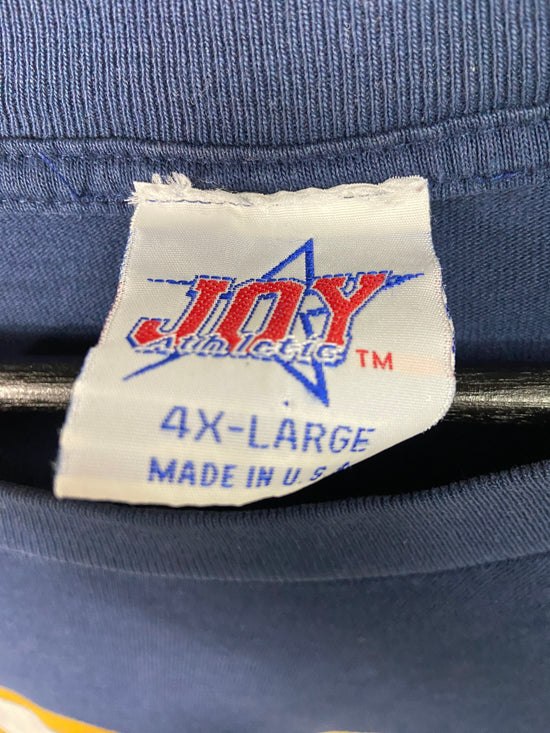 JOY
Athletic
TM
4X-LARGE
MADE IN U.S.A